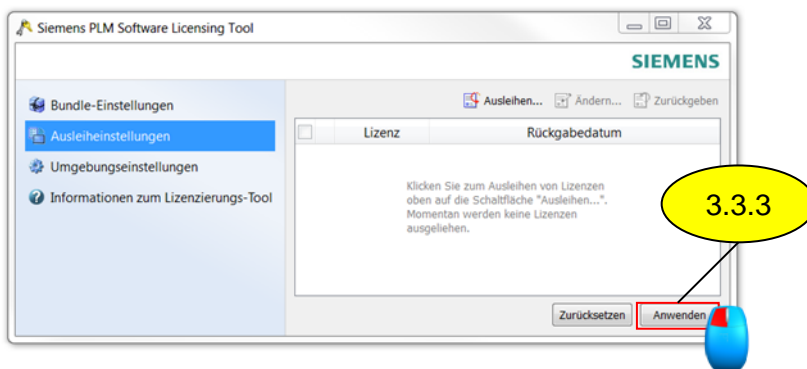 Siemens PLM Software Licensing Tool
SIEMENS
Bundle-Einstellungen
Ausleiheinstellungen
Umgebungseinstellungen
Informationen zum Lizenzierungs-Tool
Ausleihen... Ändern... Zurückgeben
Lizenz Rückgabedatum
Klicken Sie zum Ausleihen von Lizenzen
oben auf die Schaltfläche "Ausleihen...".
Momentan werden keine Lizenzen
ausgeliehen.
3.3.3
Zurücksetzen Anwenden